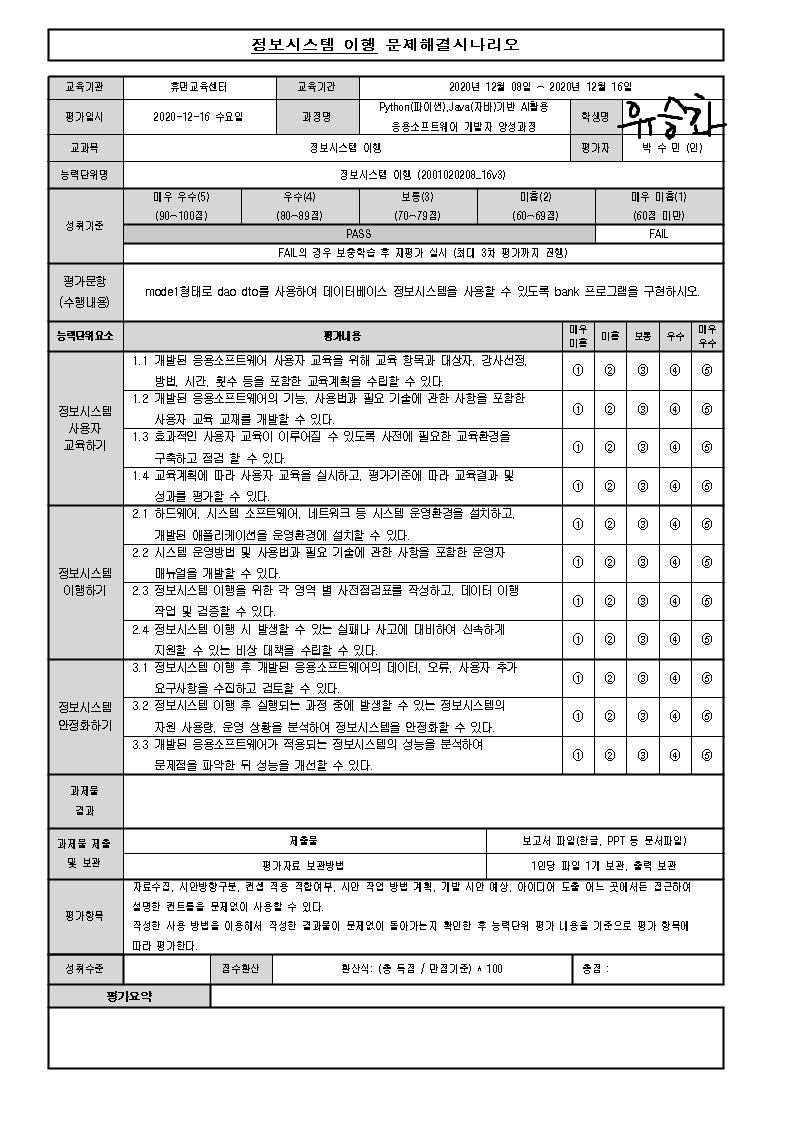 정보시스템 이행 문제해결시나리오
교육기관 휴먼교육센터 교육기간 2020년 12월 08일 ~ 2020년 12월 16일
평가일시 2020-12-16 수요일 과정명 Python(파이썬),Java(자바)기반 AI활용 응용소프트웨어 개발자 양성과정 학생명 유승화
교과목 정보시스템 이행 평가자 박 수 민 (인)
능력단위명 정보시스템 이행 (2001020208_16v3)
성취기준
매우 우수(5) 우수(4) 보통(3) 미흡(2) 매우 미흡(1)
(90~100점) (80~89점) (70~79점) (60~69점) (60점 미만)
PASS FAIL
FAIL의 경우 보충학습 후 재평가 실시 (최대 3차 평가까지 진행)
평가문항
(수행내용)
mode1형태로 dao dto를 사용하여 데이터베이스 정보시스템을 사용할 수 있도록 bank 프로그램을 구현하시오.
능력단위요소 평가내용 매우 미흡 미흡 보통 우수 매우 우수
정보시스템
사용자
교육하기
1.1 개발된 응용소프트웨어 사용자 교육을 위해 교육 항목과 대상자, 강사선정,
방법, 시간, 횟수 등을 포함한 교육계획을 수립할 수 있다. ① ② ③ ④ ⑤
1.2 개발된 응용소프트웨어의 기능, 사용법과 필요 기술에 관한 사항을 포함한
사용자 교육 교재를 개발할 수 있다. ① ② ③ ④ ⑤
1.3 효과적인 사용자 교육이 이루어질 수 있도록 사전에 필요한 교육환경을
구축하고 점검 할 수 있다. ① ② ③ ④ ⑤
1.4 교육계획에 따라 사용자 교육을 실시하고, 평가기준에 따라 교육결과 및
성과를 평가할 수 있다. ① ② ③ ④ ⑤
정보시스템
이행하기
2.1 하드웨어, 시스템 소프트웨어, 네트워크 등 시스템 운영환경을 설치하고,
개발된 애플리케이션을 운영환경에 설치할 수 있다. ① ② ③ ④ ⑤
2.2 시스템 운영방법 및 사용법과 필요 기술에 관한 사항을 포함한 운영자
매뉴얼을 개발할 수 있다. ① ② ③ ④ ⑤
2.3 정보시스템 이행을 위한 각 영역 별 사전점검표를 작성하고, 데이터 이행
작업 및 검증할 수 있다. ① ② ③ ④ ⑤
2.4 정보시스템 이행 시 발생할 수 있는 실패나 사고에 대비하여 신속하게
지원할 수 있는 비상 대책을 수립할 수 있다. ① ② ③ ④ ⑤
정보시스템
안정화하기
3.1 정보시스템 이행 후 개발된 응용소프트웨어의 데이터, 오류, 사용자 추가
요구사항을 수집하고 검토할 수 있다. ① ② ③ ④ ⑤
3.2 정보시스템 이행 후 실행되는 과정 중에 발생할 수 있는 정보시스템의
자원 사용량, 운영 상황을 분석하여 정보시스템을 안정화할 수 있다. ① ② ③ ④ ⑤
3.3 개발된 응용소프트웨어가 적용되는 정보시스템의 성능을 분석하여
문제점을 파악한 뒤 성능을 개선할 수 있다. ① ② ③ ④ ⑤
과제물
결과
과제물 제출
및 보관
제출물 보고서 파일(한글, PPT 등 문서파일)
평가자료 보관방법 1인당 파일 1개 보관, 출력 보관
평가항목
자료수집, 시안방향구분, 컨셉 적용 적합여부, 시안 작업 방법 계획, 개발 시안 예상, 아이디어 도출 어느 곳에서든 접근하여
설명한 컨트롤을 문제없이 사용할 수 있다.
작성한 사용 방법을 이용해서 작성한 결과물이 문제없이 돌아가는지 확인한 후 능력단위 평가 내용을 기준으로 평가 항목에
따라 평가한다.
성취수준 점수환산 환산식: (총 득점 / 만점기준) * 100 총점 :
평가요약